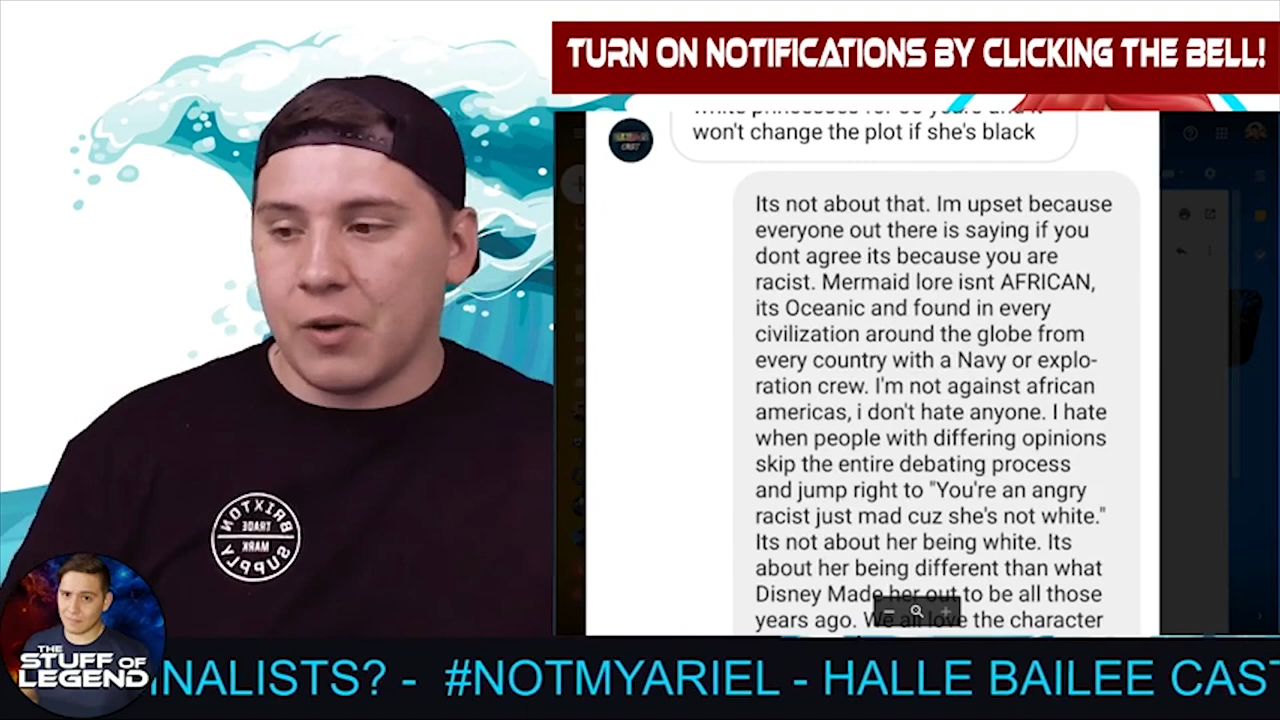 TURN ON NOTIFICATIONS BY CLICKING THE BELL!
won't change the plot if she's black
Its not about that. Im upset because
everyone out there is saying if you
dont agree its because you are
racist. Mermaid lore isnt AFRICAN,
its Oceanic and found in every
civilization around the globe from
every country with a Navy or explo-
ration crew. I'm not against african
americas, i don't hate anyone. I hate
when people with differing opinions
skip the entire debating process
and jump right to "You're an angry
racist just mad cuz she's not white."
Its not about her being white. Its
about her being different than what
Disney Made her out to be all those
years ago. We all love the character
BRIXTON
TRADE
MARK
SUPPLY
THE
STUFF OF
LEGEND
INALISTS? - #NOTMYARIEL - HALLE BAILEE CAST